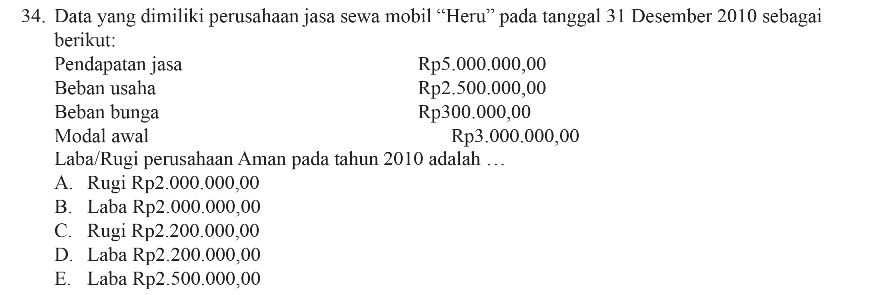 34. Data yang dimiliki perusahaan jasa sewa mobil “Heru” pada tanggal 31 Desember 2010 sebagai
berikut:
Pendapatan jasa Rp5.000.000,00
Beban usaha Rp2.500.000,00
Beban bunga Rp300.000,00
Modal awal Rp3.000.000,00
Laba/Rugi perusahaan Aman pada tahun 2010 adalah …
A. Rugi Rp2.000.000,00
B. Laba Rp2.000.000,00
C. Rugi Rp2.200.000,00
D. Laba Rp2.200.000,00
E. Laba Rp2.500.000,00